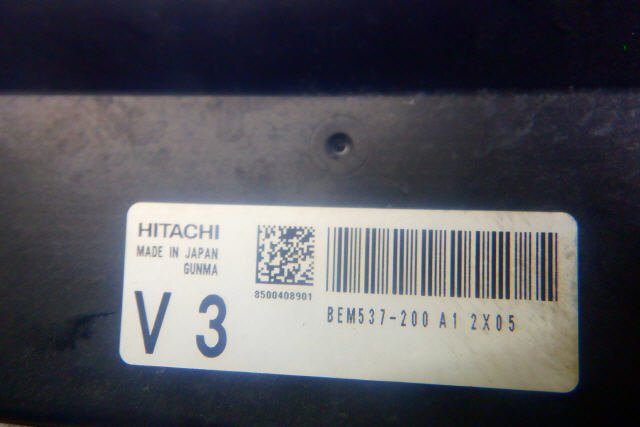 HITACHI
MADE IN JAPAN
GUNMA
V 3
8500408901
BEM537-200 A1 2X05